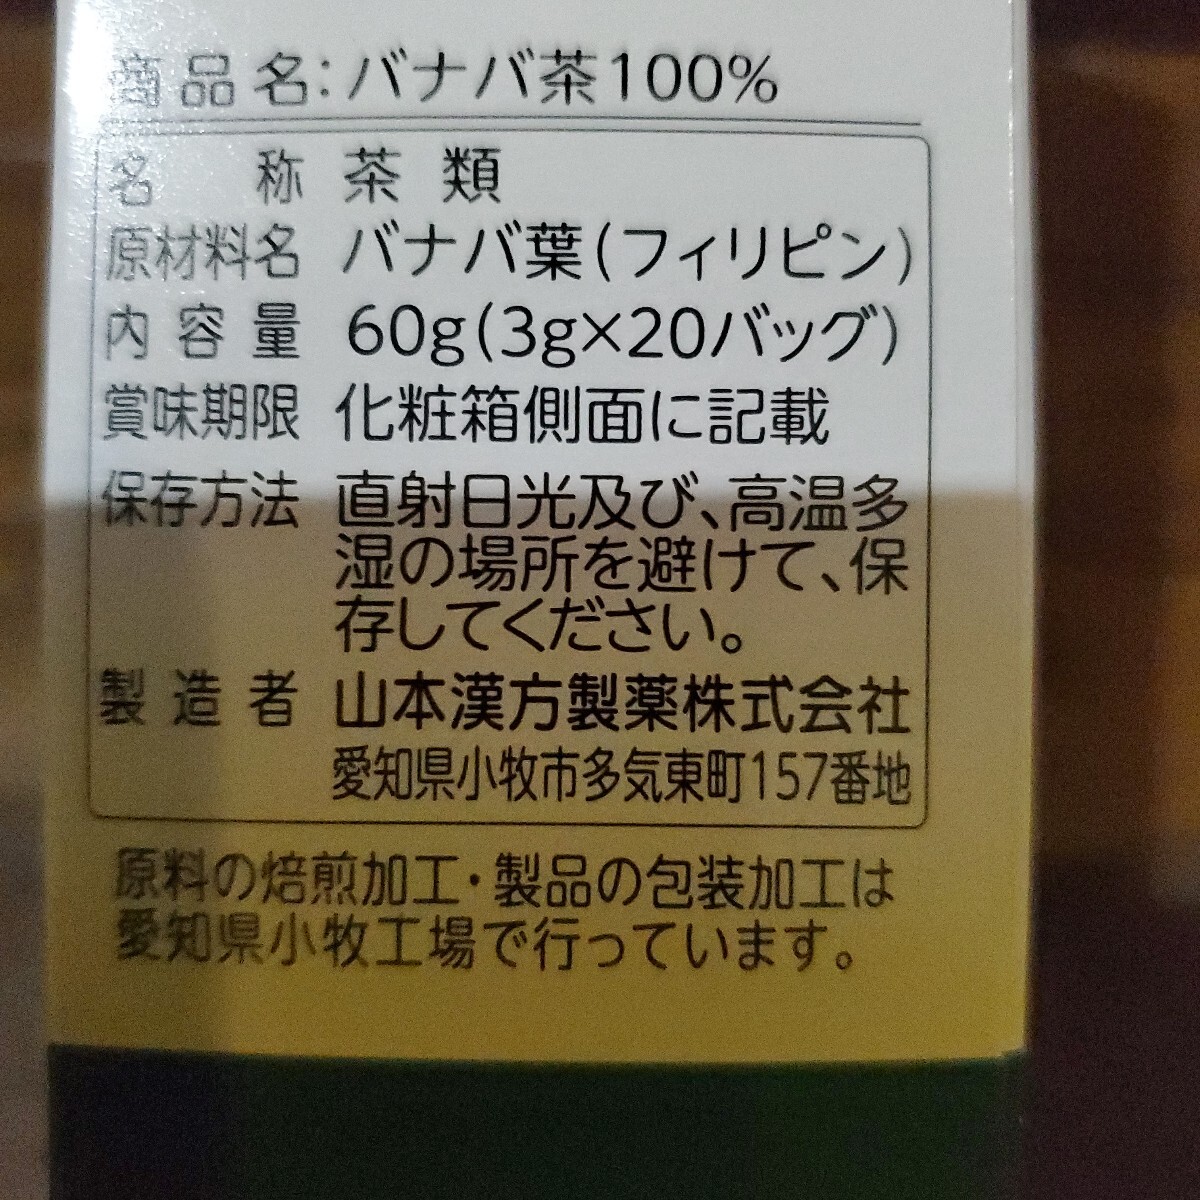 商品名:バナバ茶100%
名称 茶類
原材料名 バナバ葉(フィリピン)
内容量 60g(3g×20バッグ)
賞味期限 化粧箱側面に記載
保存方法 直射日光及び、高温多
湿の場所を避けて、保
存してください。
製造者 山本漢方製薬株式会社
愛知県小牧市多気東町157番地
原料の焙煎加工・製品の包装加工は
愛知県小牧工場で行っています。